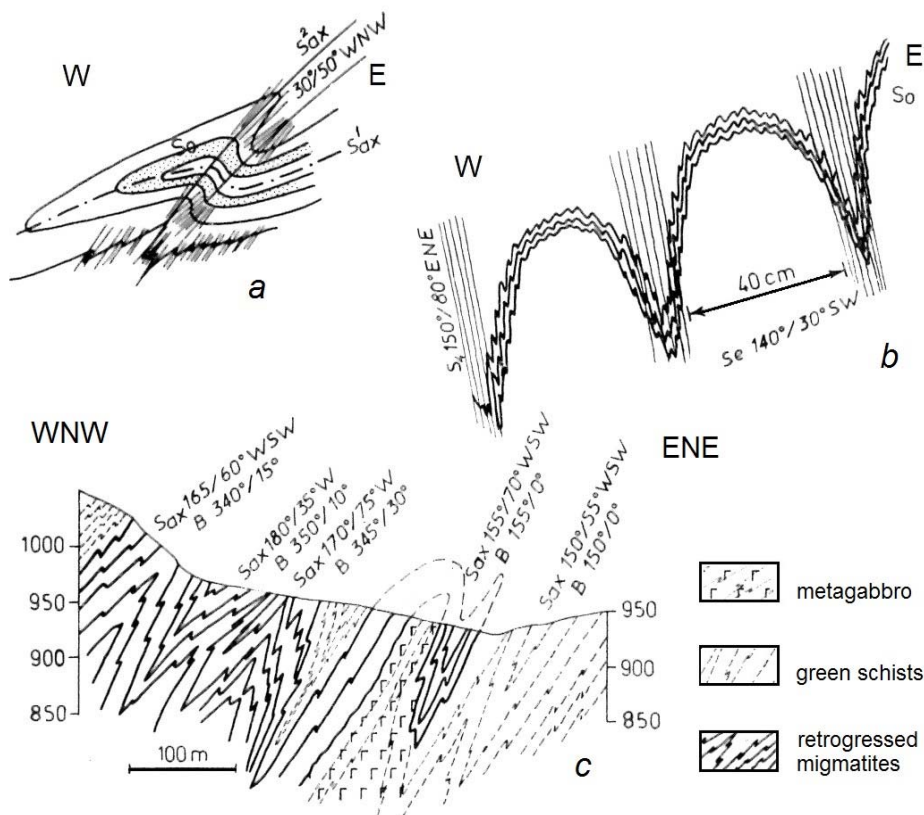 W
S²ax
30°/50° WNW
E
So
S¹ax
a
W
E
So
S₄ 150°/80° ENE
40 cm
Se 140°/30° SW
b
WNW
ENE
Sax 165/60° WSW
B 340°/15°
Sax 180°/35° W
B 350°/10°
Sax 170°/75° W
B 345°/30°
Sax 155°/70° WSW
B 155°/0°
Sax 150°/55° WSW
B 150°/0°
1000
950
900
850
950
900
850
100 m
c
metagabbro
green schists
retrogressed
migmatites